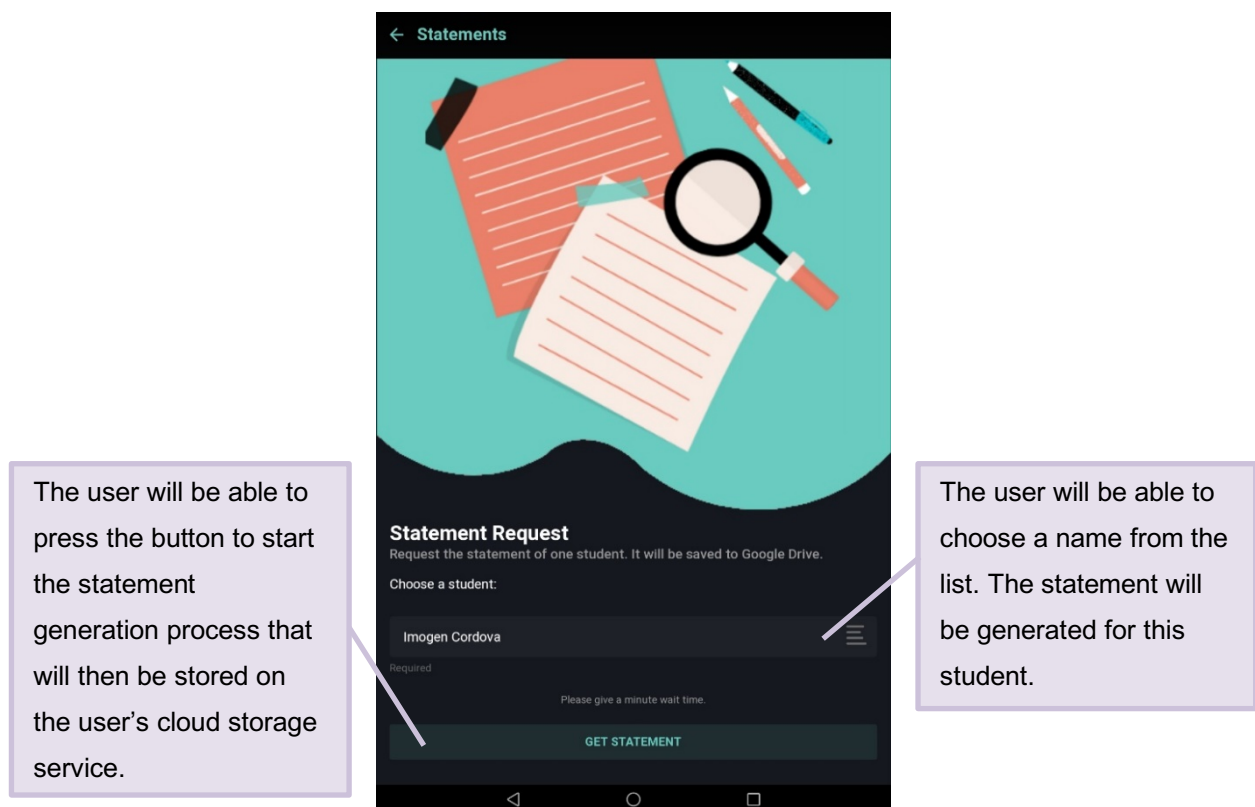 Statements
Statement Request
Request the statement of one student. It will be saved to Google Drive.
Choose a student:
Imogen Cordova
Required
Please give a minute wait time.
GET STATEMENT
The user will be able to
press the button to start
the statement
generation process that
will then be stored on
the user’s cloud storage
service.
The user will be able to
choose a name from the
list. The statement will
be generated for this
student.